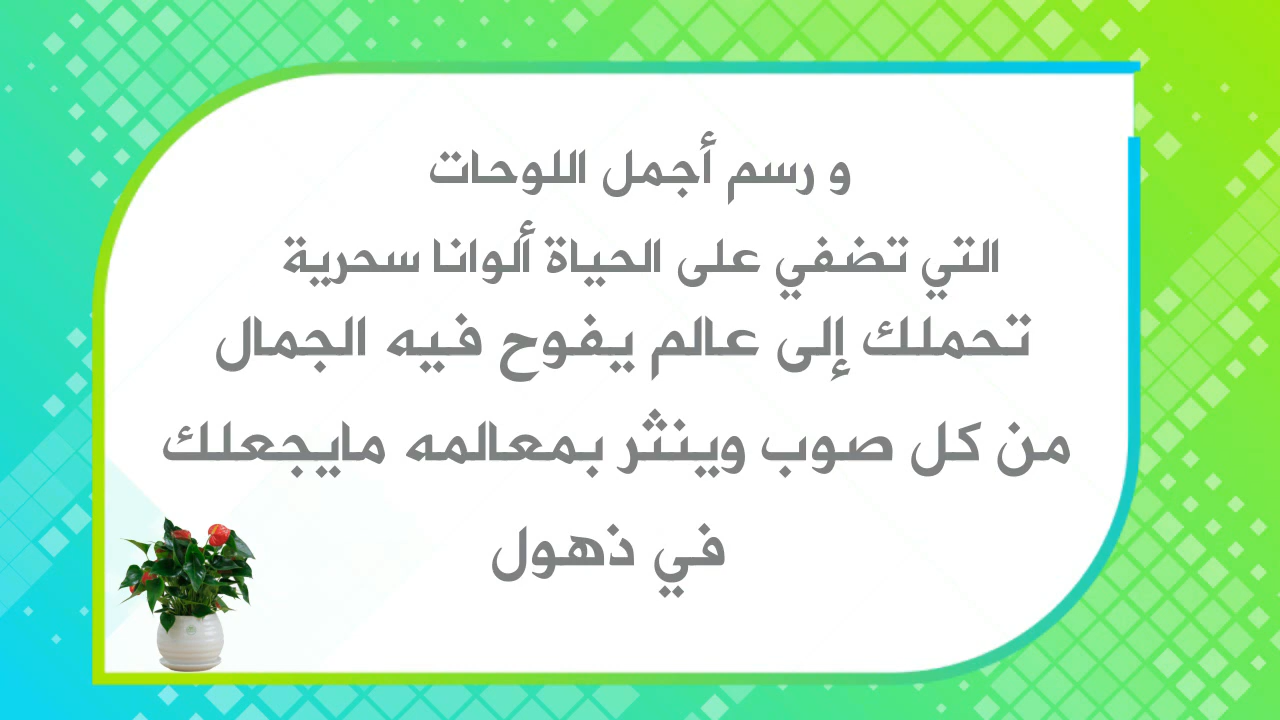 و رسم أجمل اللوحات
التي تضفي على الحياة ألوانا سحرية
تحملك إلى عالم يفوح فيه الجمال
من كل صوب وينثر بمعالمه مايجعلك
في ذهول